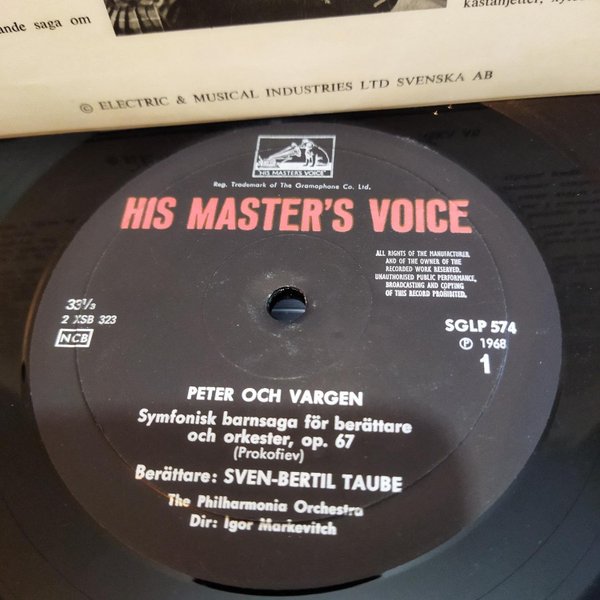 ande saga om
kastanjetter,
© ELECTRIC & MUSICAL INDUSTRIES LTD SVENSKA AB
"HIS MASTER'S VOICE"
Reg. Trademark of The Gramophone Co. Ltd.
HIS MASTER'S VOICE
ALL RIGHTS OF THE MANUFACTURER
AND OF THE OWNER OF THE
RECORDED WORK RESERVED.
UNAUTHORISED PUBLIC PERFORMANCE,
BROADCASTING AND COPYING
OF THIS RECORD PROHIBITED.
33⅓
2 XSB 323
NCB
SGLP 574
Ⓟ 1968
1
PETER OCH VARGEN
Symfonisk barnsaga för berättare
och orkester, op. 67
(Prokofiev)
Berättare: SVEN-BERTIL TAUBE
The Philharmonia Orchestra
Dir: Igor Markevitch